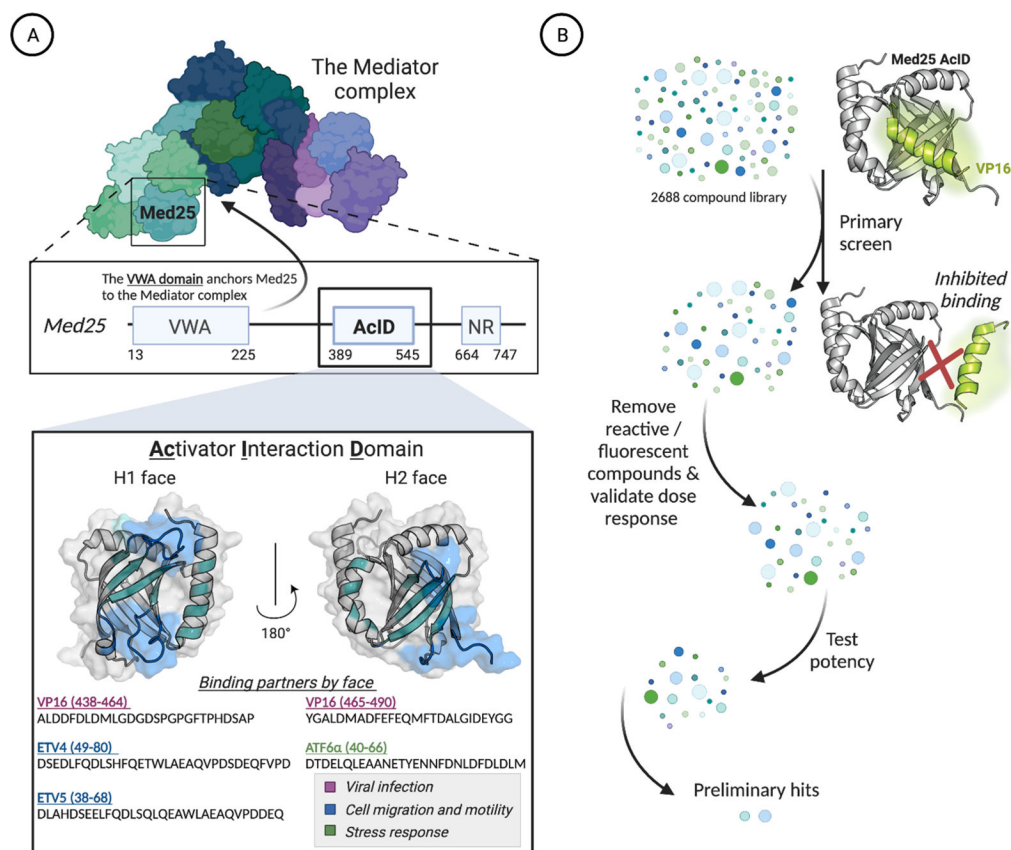 A
The Mediator
complex
Med25
The VWA domain anchors Med25
to the Mediator complex
Med25
VWA
AcID
NR
13
225
389
545
664
747
Activator Interaction Domain
H1 face
H2 face
180°
Binding partners by face
VP16 (438-464)
ALDDFDLDMLGDGDSPGPGFTPHDSAP
VP16 (465-490)
YGALDMADFEFEQMFTDALGIDEYGG
ETV4 (49-80)
DSEDLFQDLSHFQETWLAEAQVPDSDEQFVPD
ATF6α (40-66)
DTDELQLEAANETYENNFDNLDFDLDLM
ETV5 (38-68)
DLAHDSEELFQDLSQLQEAWLAEAQVPDDEQ
Viral infection
Cell migration and motility
Stress response
B
Med25 AcID
VP16
2688 compound library
Primary
screen
Inhibited
binding
Remove
reactive /
fluorescent
compounds &
validate dose
response
Test
potency
Preliminary hits